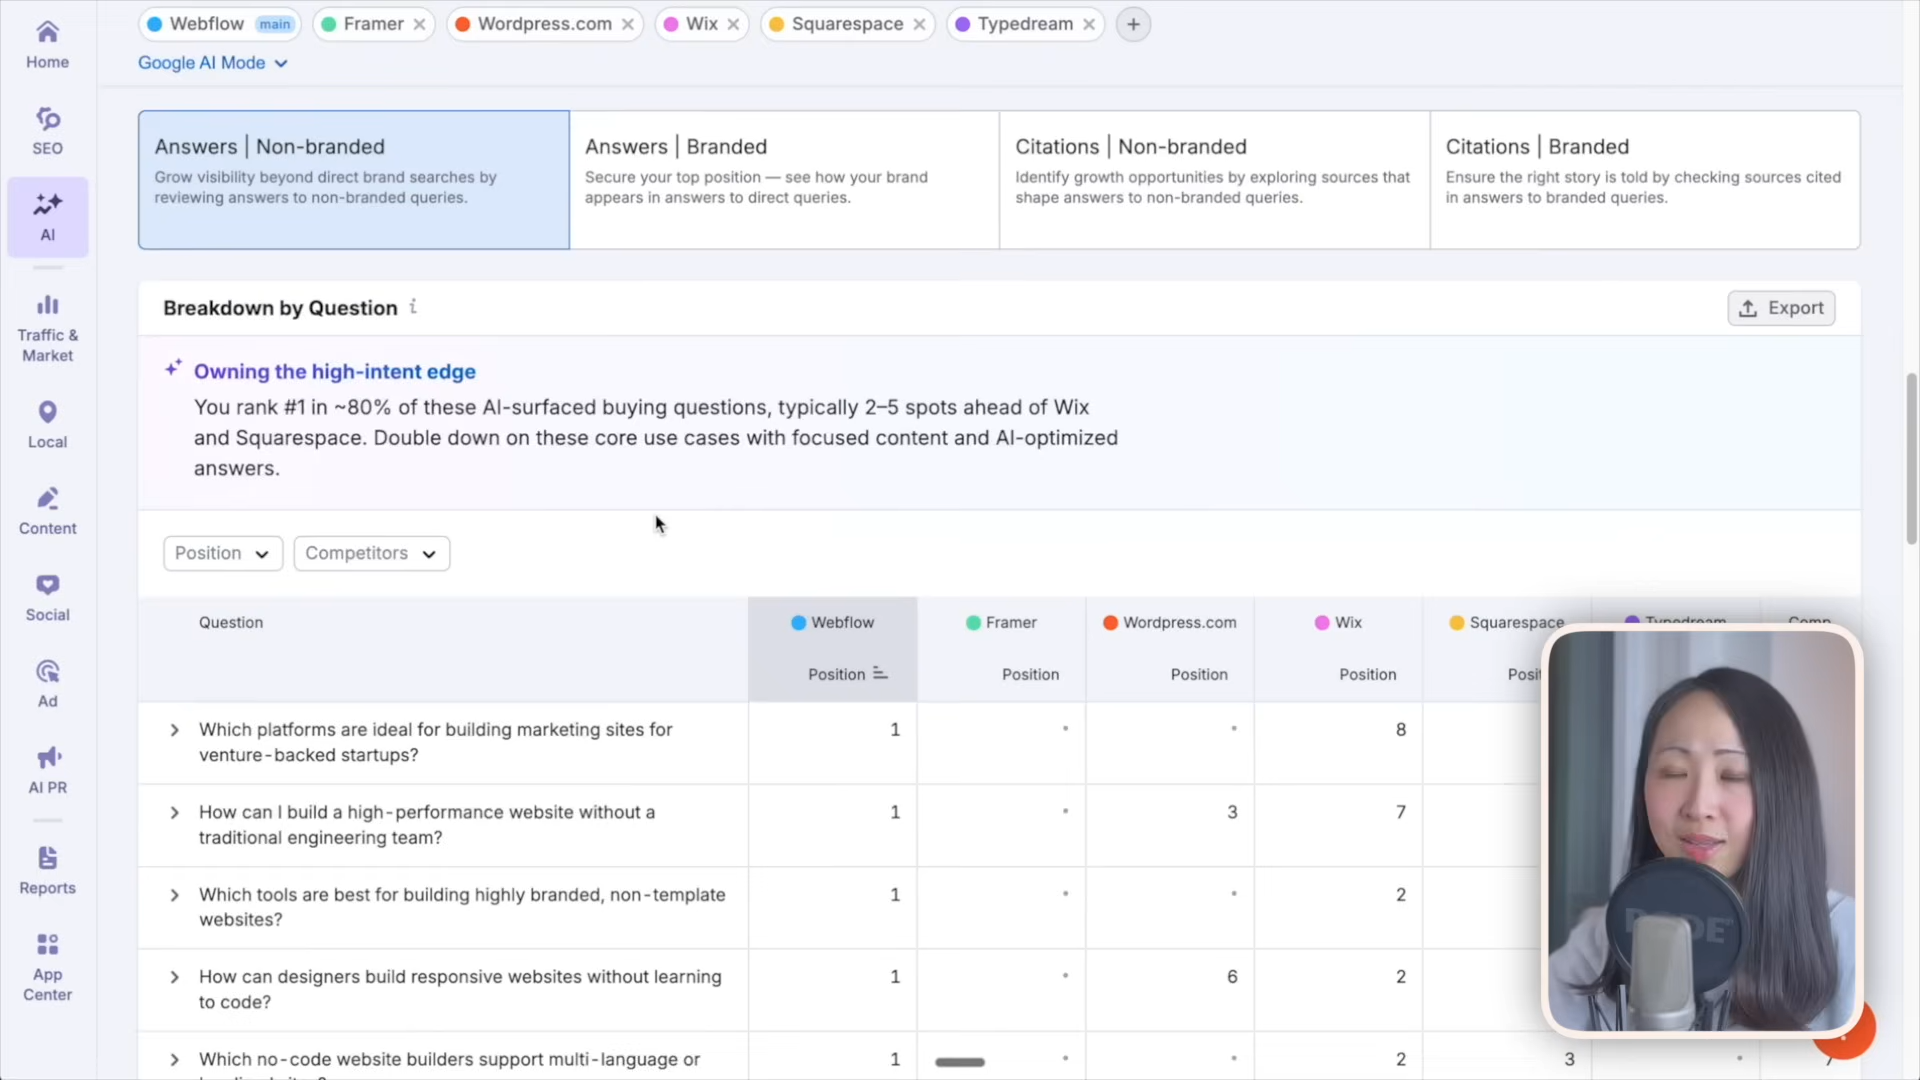 Webflow main Framer Wordpress.com Wix Squarespace Typedream
Google AI Mode
Home
SEO
AI
Traffic &
Market
Local
Content
Social
Ad
AI PR
Reports
App
Center
Answers | Non-branded
Grow visibility beyond direct brand searches by
reviewing answers to non-branded queries.
Answers | Branded
Secure your top position — see how your brand
appears in answers to direct queries.
Citations | Non-branded
Identify growth opportunities by exploring sources that
shape answers to non-branded queries.
Citations | Branded
Ensure the right story is told by checking sources cited
in answers to branded queries.
Breakdown by Question i
Export
Owning the high-intent edge
You rank #1 in ~80% of these AI-surfaced buying questions, typically 2–5 spots ahead of Wix
and Squarespace. Double down on these core use cases with focused content and AI-optimized
answers.
Position Competitors
Question Webflow Framer Wordpress.com Wix Squarespace Typedream Comp
Position Position Position Position Posit
Which platforms are ideal for building marketing sites for
venture-backed startups?
1 8
How can I build a high-performance website without a
traditional engineering team?
1 3 7
Which tools are best for building highly branded, non-template
websites?
1 2
How can designers build responsive websites without learning
to code?
1 6 2
Which no-code website builders support multi-language or
1 2 3
RODE